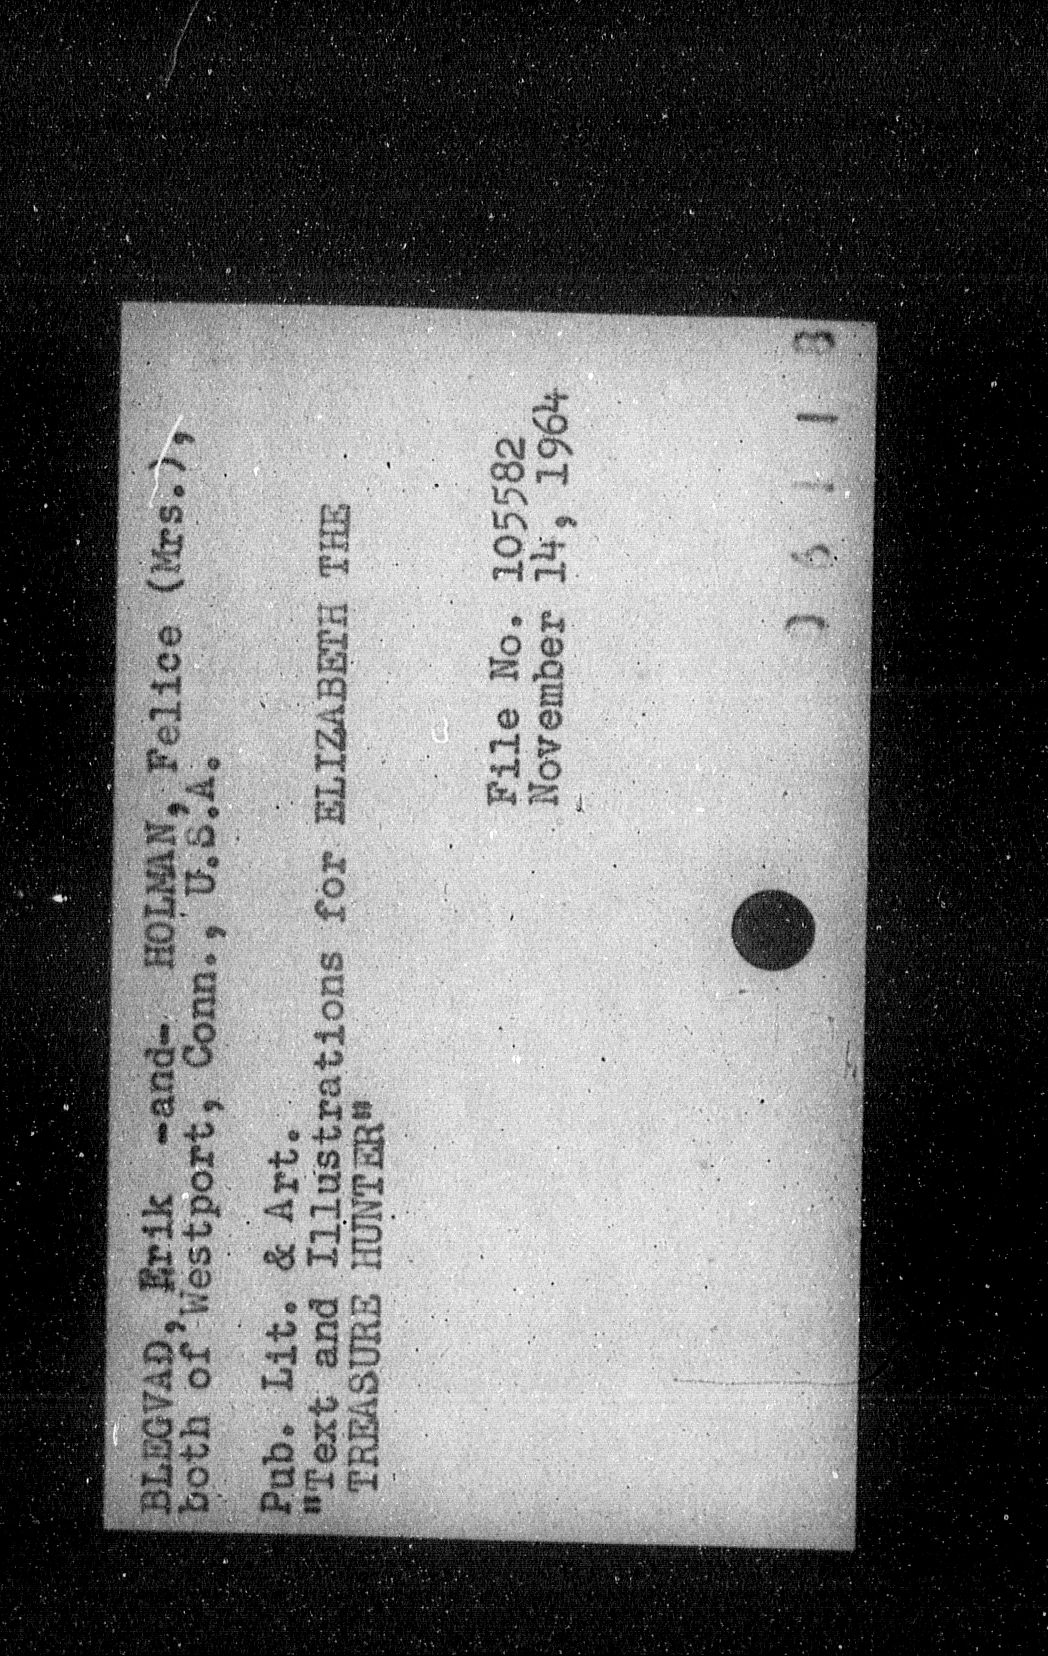 BLEGVAD, Erik -and- HOLMAN, Felice (Mrs.),
both of Westport, Conn., U.S.A.
Pub. Lit. & Art.
"Text and Illustrations for ELIZABETH THE
TREASURE HUNTER"
File No. 105582
November 14, 1964